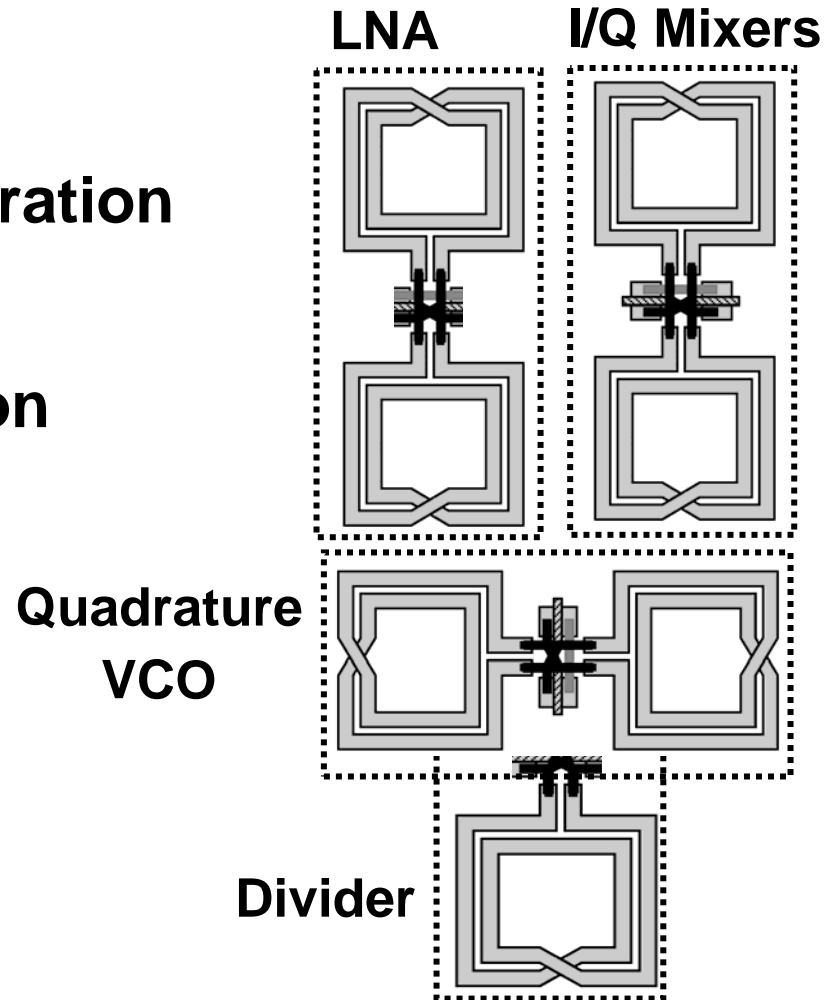 LNA
I/Q Mixers
ration
on
Quadrature
VCO
Divider